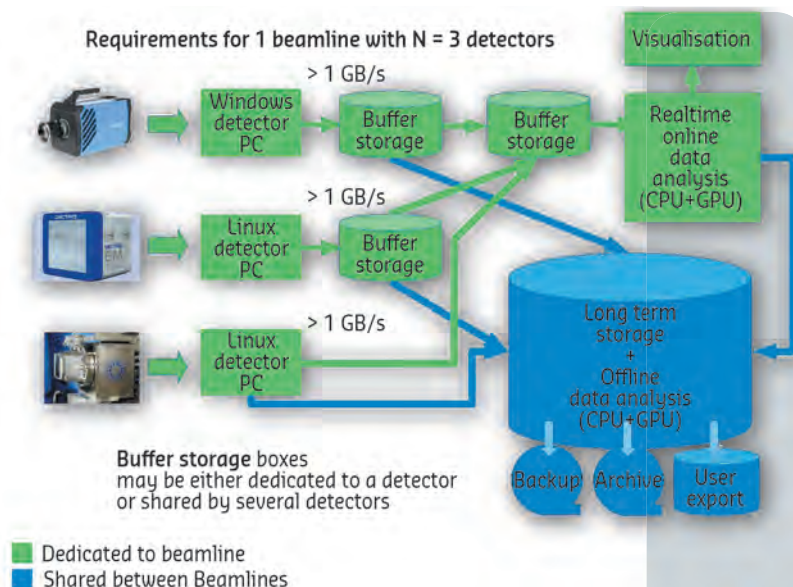 Requirements for 1 beamline with N = 3 detectors
Visualisation
> 1 GB/s
Windows
detector
PC
Buffer
storage
Buffer
storage
Realtime
online
data
analysis
(CPU+GPU)
> 1 GB/s
Linux
detector
PC
Buffer
storage
> 1 GB/s
Linux
detector
PC
Long term
storage
+
Offline
data analysis
(CPU+GPU)
Buffer storage boxes
may be either dedicated to a detector
or shared by several detectors
Backup
Archive
User
export
Dedicated to beamline
Shared between Beamlines